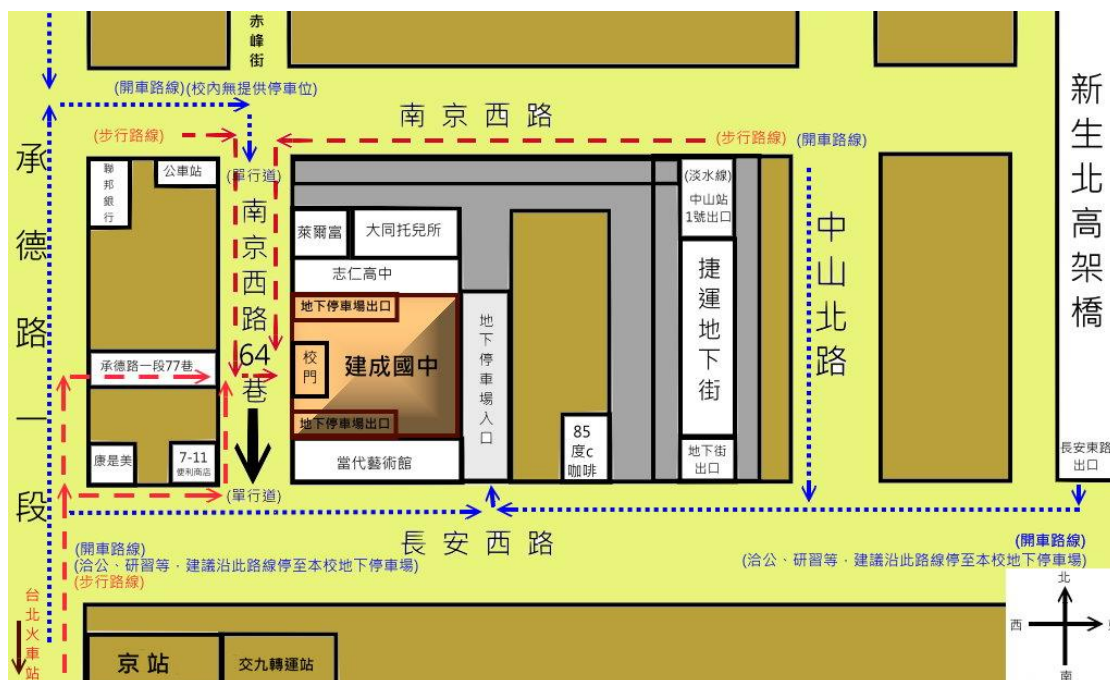 赤峰街
(開車路線)(校內無提供停車位)
南京西路
(步行路線)
(步行路線)
(開車路線)
新生北高架橋
承德路一段
聯邦銀行
公車站
(單行道)
南京西路64巷
(淡水線)
中山站
1號出口
中山北路
萊爾富
大同托兒所
志仁高中
地下停車場出口
捷運地下街
地下停車場入口
校門
建成國中
承德路一段77巷
地下停車場出口
康是美
7-11
便利商店
當代藝術館
85
度c
咖啡
地下街
出口
長安東路
出口
(單行道)
長安西路
(開車路線)
(洽公、研習等，建議沿此路線停至本校地下停車場)
(步行路線)
(開車路線)
(洽公、研習等，建議沿此路線停至本校地下停車場)
台北火車站
京站
交九轉運站
北
西
南